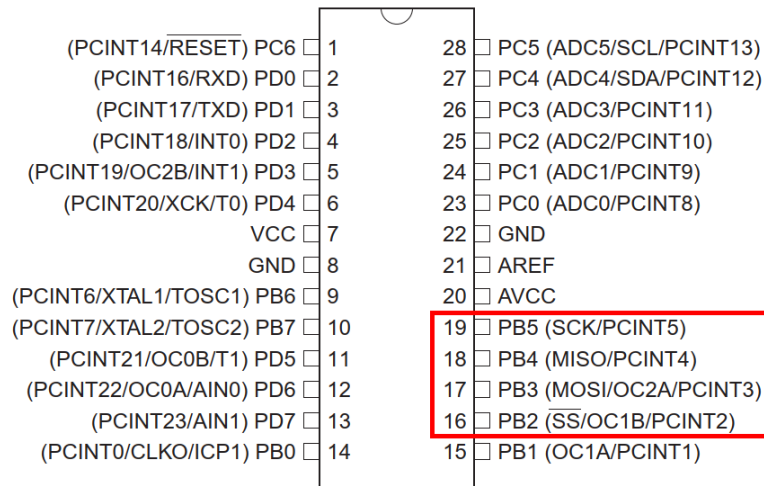 (PCINT14/RESET) PC6 1 28 PC5 (ADC5/SCL/PCINT13)
(PCINT16/RXD) PD0 2 27 PC4 (ADC4/SDA/PCINT12)
(PCINT17/TXD) PD1 3 26 PC3 (ADC3/PCINT11)
(PCINT18/INT0) PD2 4 25 PC2 (ADC2/PCINT10)
(PCINT19/OC2B/INT1) PD3 5 24 PC1 (ADC1/PCINT9)
(PCINT20/XCK/T0) PD4 6 23 PC0 (ADC0/PCINT8)
VCC 7 22 GND
GND 8 21 AREF
(PCINT6/XTAL1/TOSC1) PB6 9 20 AVCC
(PCINT7/XTAL2/TOSC2) PB7 10 19 PB5 (SCK/PCINT5)
(PCINT21/OC0B/T1) PD5 11 18 PB4 (MISO/PCINT4)
(PCINT22/OC0A/AIN0) PD6 12 17 PB3 (MOSI/OC2A/PCINT3)
(PCINT23/AIN1) PD7 13 16 PB2 (SS/OC1B/PCINT2)
(PCINT0/CLKO/ICP1) PB0 14 15 PB1 (OC1A/PCINT1)